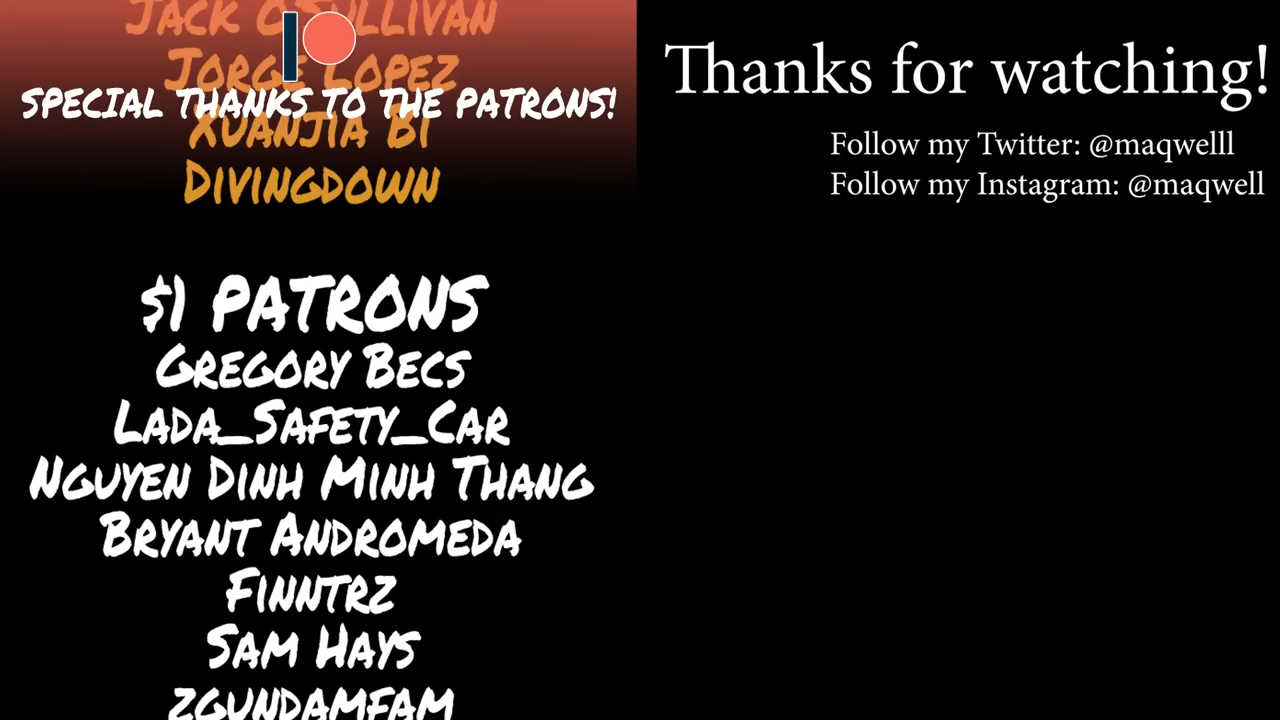 Jack O'Sullivan
Jorge Lopez
SPECIAL THANKS TO THE PATRONS!
Xuanjia Bi
Divingdown
$1 PATRONS
Gregory Becs
Lada_Safety_Car
Nguyen Dinh Minh Thang
Bryant Andromeda
Finntrz
Sam Hays
zgundamfam
Thanks for watching!
Follow my Twitter: @maqwelll
Follow my Instagram: @maqwell